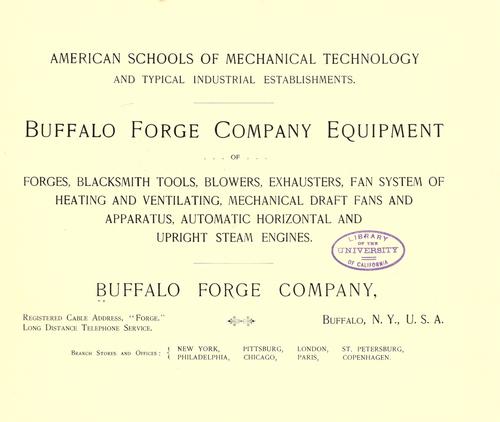 AMERICAN SCHOOLS OF MECHANICAL TECHNOLOGY
AND TYPICAL INDUSTRIAL ESTABLISHMENTS.
BUFFALO FORGE COMPANY EQUIPMENT
. . . OF . . .
FORGES, BLACKSMITH TOOLS, BLOWERS, EXHAUSTERS, FAN SYSTEM OF
HEATING AND VENTILATING, MECHANICAL DRAFT FANS AND
APPARATUS, AUTOMATIC HORIZONTAL AND
UPRIGHT STEAM ENGINES.
LIBRARY
OF THE
UNIVERSITY
OF CALIFORNIA
BUFFALO FORGE COMPANY,
REGISTERED CABLE ADDRESS, "FORGE."
LONG DISTANCE TELEPHONE SERVICE.
BUFFALO, N. Y., U. S. A.
BRANCH STORES AND OFFICES: { NEW YORK, PITTSBURG, LONDON, ST. PETERSBURG,
PHILADELPHIA, CHICAGO, PARIS, COPENHAGEN.